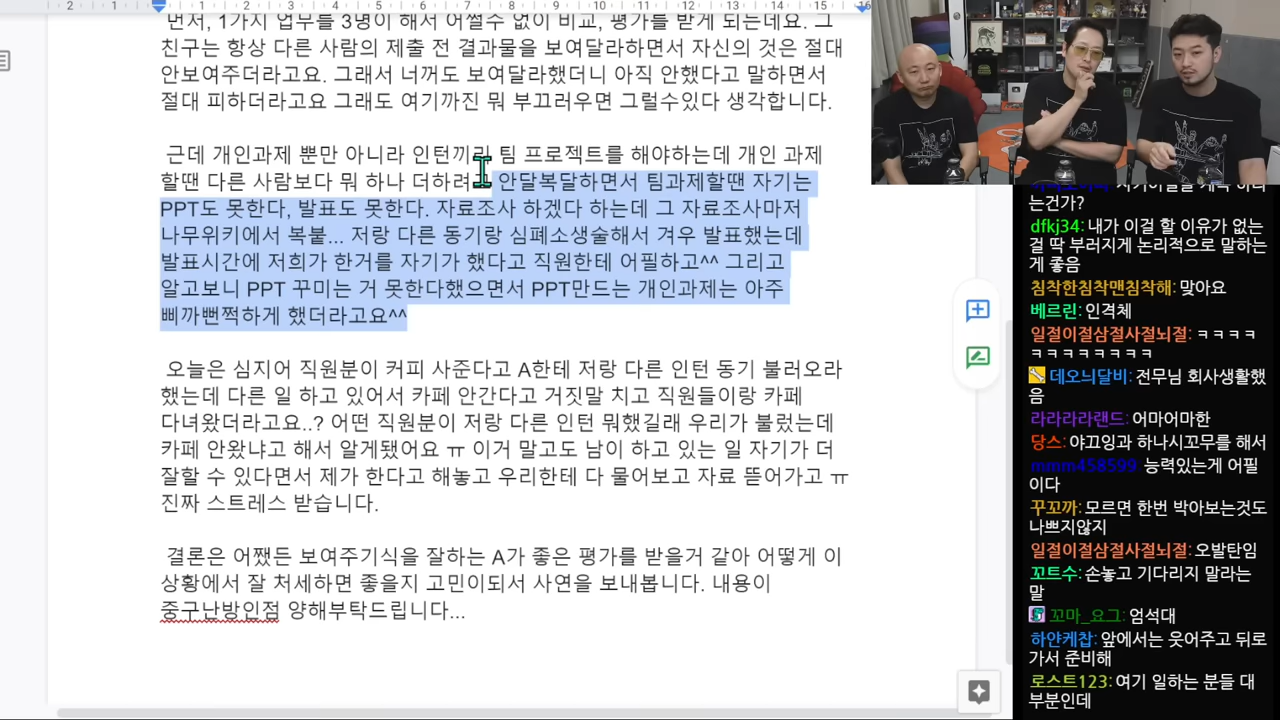 2 1 1 2 3 4 5 6 7 8 9 10 11 12 13 14 15 16
먼저, 1가지 업무를 3명이 해서 어쩔수 없이 비교, 평가를 받게 되는데요. 그
친구는 항상 다른 사람의 제출 전 결과물을 보여달라하면서 자신의 것은 절대
안보여주더라고요. 그래서 너꺼도 보여달라했더니 아직 안했다고 말하면서
절대 피하더라고요 그래도 여기까진 뭐 부끄러우면 그럴수있다 생각합니다.
근데 개인과제 뿐만 아니라 인턴끼리 팀 프로젝트를 해야하는데 개인 과제
할땐 다른 사람보다 뭐 하나 더하려 안달복달하면서 팀과제할땐 자기는
PPT도 못한다, 발표도 못한다. 자료조사 하겠다 하는데 그 자료조사마저
나무위키에서 복붙... 저랑 다른 동기랑 심폐소생술해서 겨우 발표했는데
발표시간에 저희가 한거를 자기가 했다고 직원한테 어필하고^^ 그리고
알고보니 PPT 꾸미는 거 못한다했으면서 PPT만드는 개인과제는 아주
삐까뻔쩍하게 했더라고요^^
오늘은 심지어 직원분이 커피 사준다고 A한테 저랑 다른 인턴 동기 불러오라
했는데 다른 일 하고 있어서 카페 안간다고 거짓말 치고 직원들이랑 카페
다녀왔더라고요..? 어떤 직원분이 저랑 다른 인턴 뭐했길래 우리가 불렀는데
카페 안왔냐고 해서 알게됐어요 ㅠ 이거 말고도 남이 하고 있는 일 자기가 더
잘할 수 있다면서 제가 한다고 해놓고 우리한테 다 물어보고 자료 뜯어가고 ㅠ
진짜 스트레스 받습니다.
결론은 어쨌든 보여주기식을 잘하는 A가 좋은 평가를 받을거 같아 어떻게 이
상황에서 잘 처세하면 좋을지 고민이되서 사연을 보내봅니다. 내용이
중구난방인점 양해부탁드립니다...
는건가?
dfkj34: 내가 이걸 할 이유가 없는
걸 딱 부러지게 논리적으로 말하는
게 좋음
침착한침착맨침착해: 맞아요
베르린: 인격체
일절이절삼절사절뇌절: ㅋㅋㅋㅋ
ㅋㅋㅋㅋㅋㅋㅋㅋ
데오늬달비: 전무님 회사생활했
음
라라라라랜드: 어마어마한
당스: 야끄잉과 하나시꼬무를 해서
mmm458599 능력있는게 어필
이다
꾸꼬까: 모르면 한번 박아보는것도
나쁘지않지
일절이절삼절사절뇌절: 오발탄임
꼬트수: 손놓고 기다리지 말라는
말
꼬마_요그: 엄석대
하얀케찹: 앞에서는 웃어주고 뒤로
가서 준비해
로스트123: 여기 일하는 분들 대
부분인데